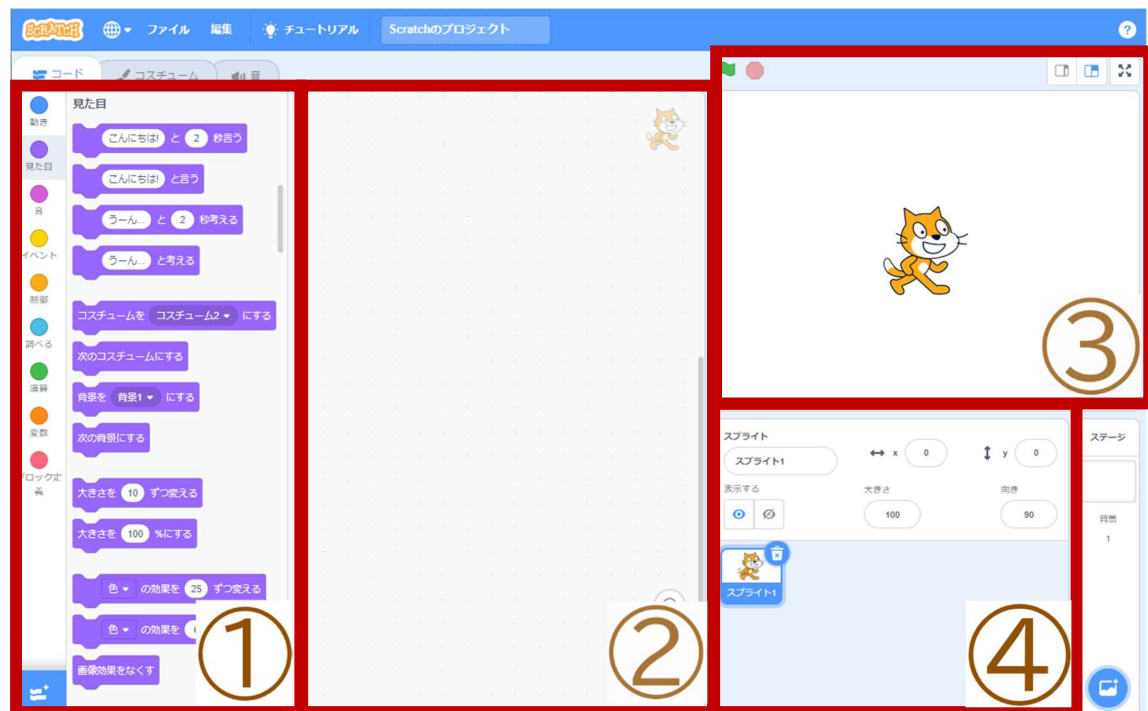 SCRATCH
ファイル
編集
チュートリアル
Scratchのプロジェクト
?
コード
コスチューム
音
動き
見た目
音
イベント
制御
調べる
演算
変数
ブロック定
義
見た目
こんにちは! と 2 秒言う
こんにちは! と言う
うーん... と 2 秒考える
うーん... と考える
コスチュームを コスチューム2 にする
次のコスチュームにする
背景を 背景1 にする
次の背景にする
大きさを 10 ずつ変える
大きさを 100 %にする
色 の効果を 25 ずつ変える
色 の効果を
画像効果をなくす
①
②
③
スプライト
スプライト1
x 0
y 0
表示する
大きさ
100
向き
90
スプライト1
④
ステージ
背景
1